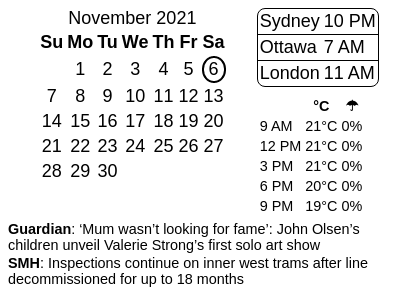 November 2021
Su Mo Tu We Th Fr Sa
1 2 3 4 5 6
7 8 9 10 11 12 13
14 15 16 17 18 19 20
21 22 23 24 25 26 27
28 29 30
Sydney 10 PM
Ottawa 7 AM
London 11 AM
°C ☂
9 AM 21°C 0%
12 PM 21°C 0%
3 PM 21°C 0%
6 PM 20°C 0%
9 PM 19°C 0%
Guardian: ‘Mum wasn’t looking for fame’: John Olsen’s
children unveil Valerie Strong’s first solo art show
SMH: Inspections continue on inner west trams after line
decommissioned for up to 18 months